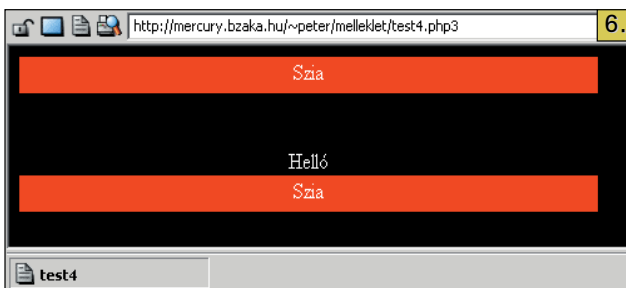 http://mercury.bzaka.hu/~peter/melleklet/test4.php3 6.
Szia
Helló
Szia
test4